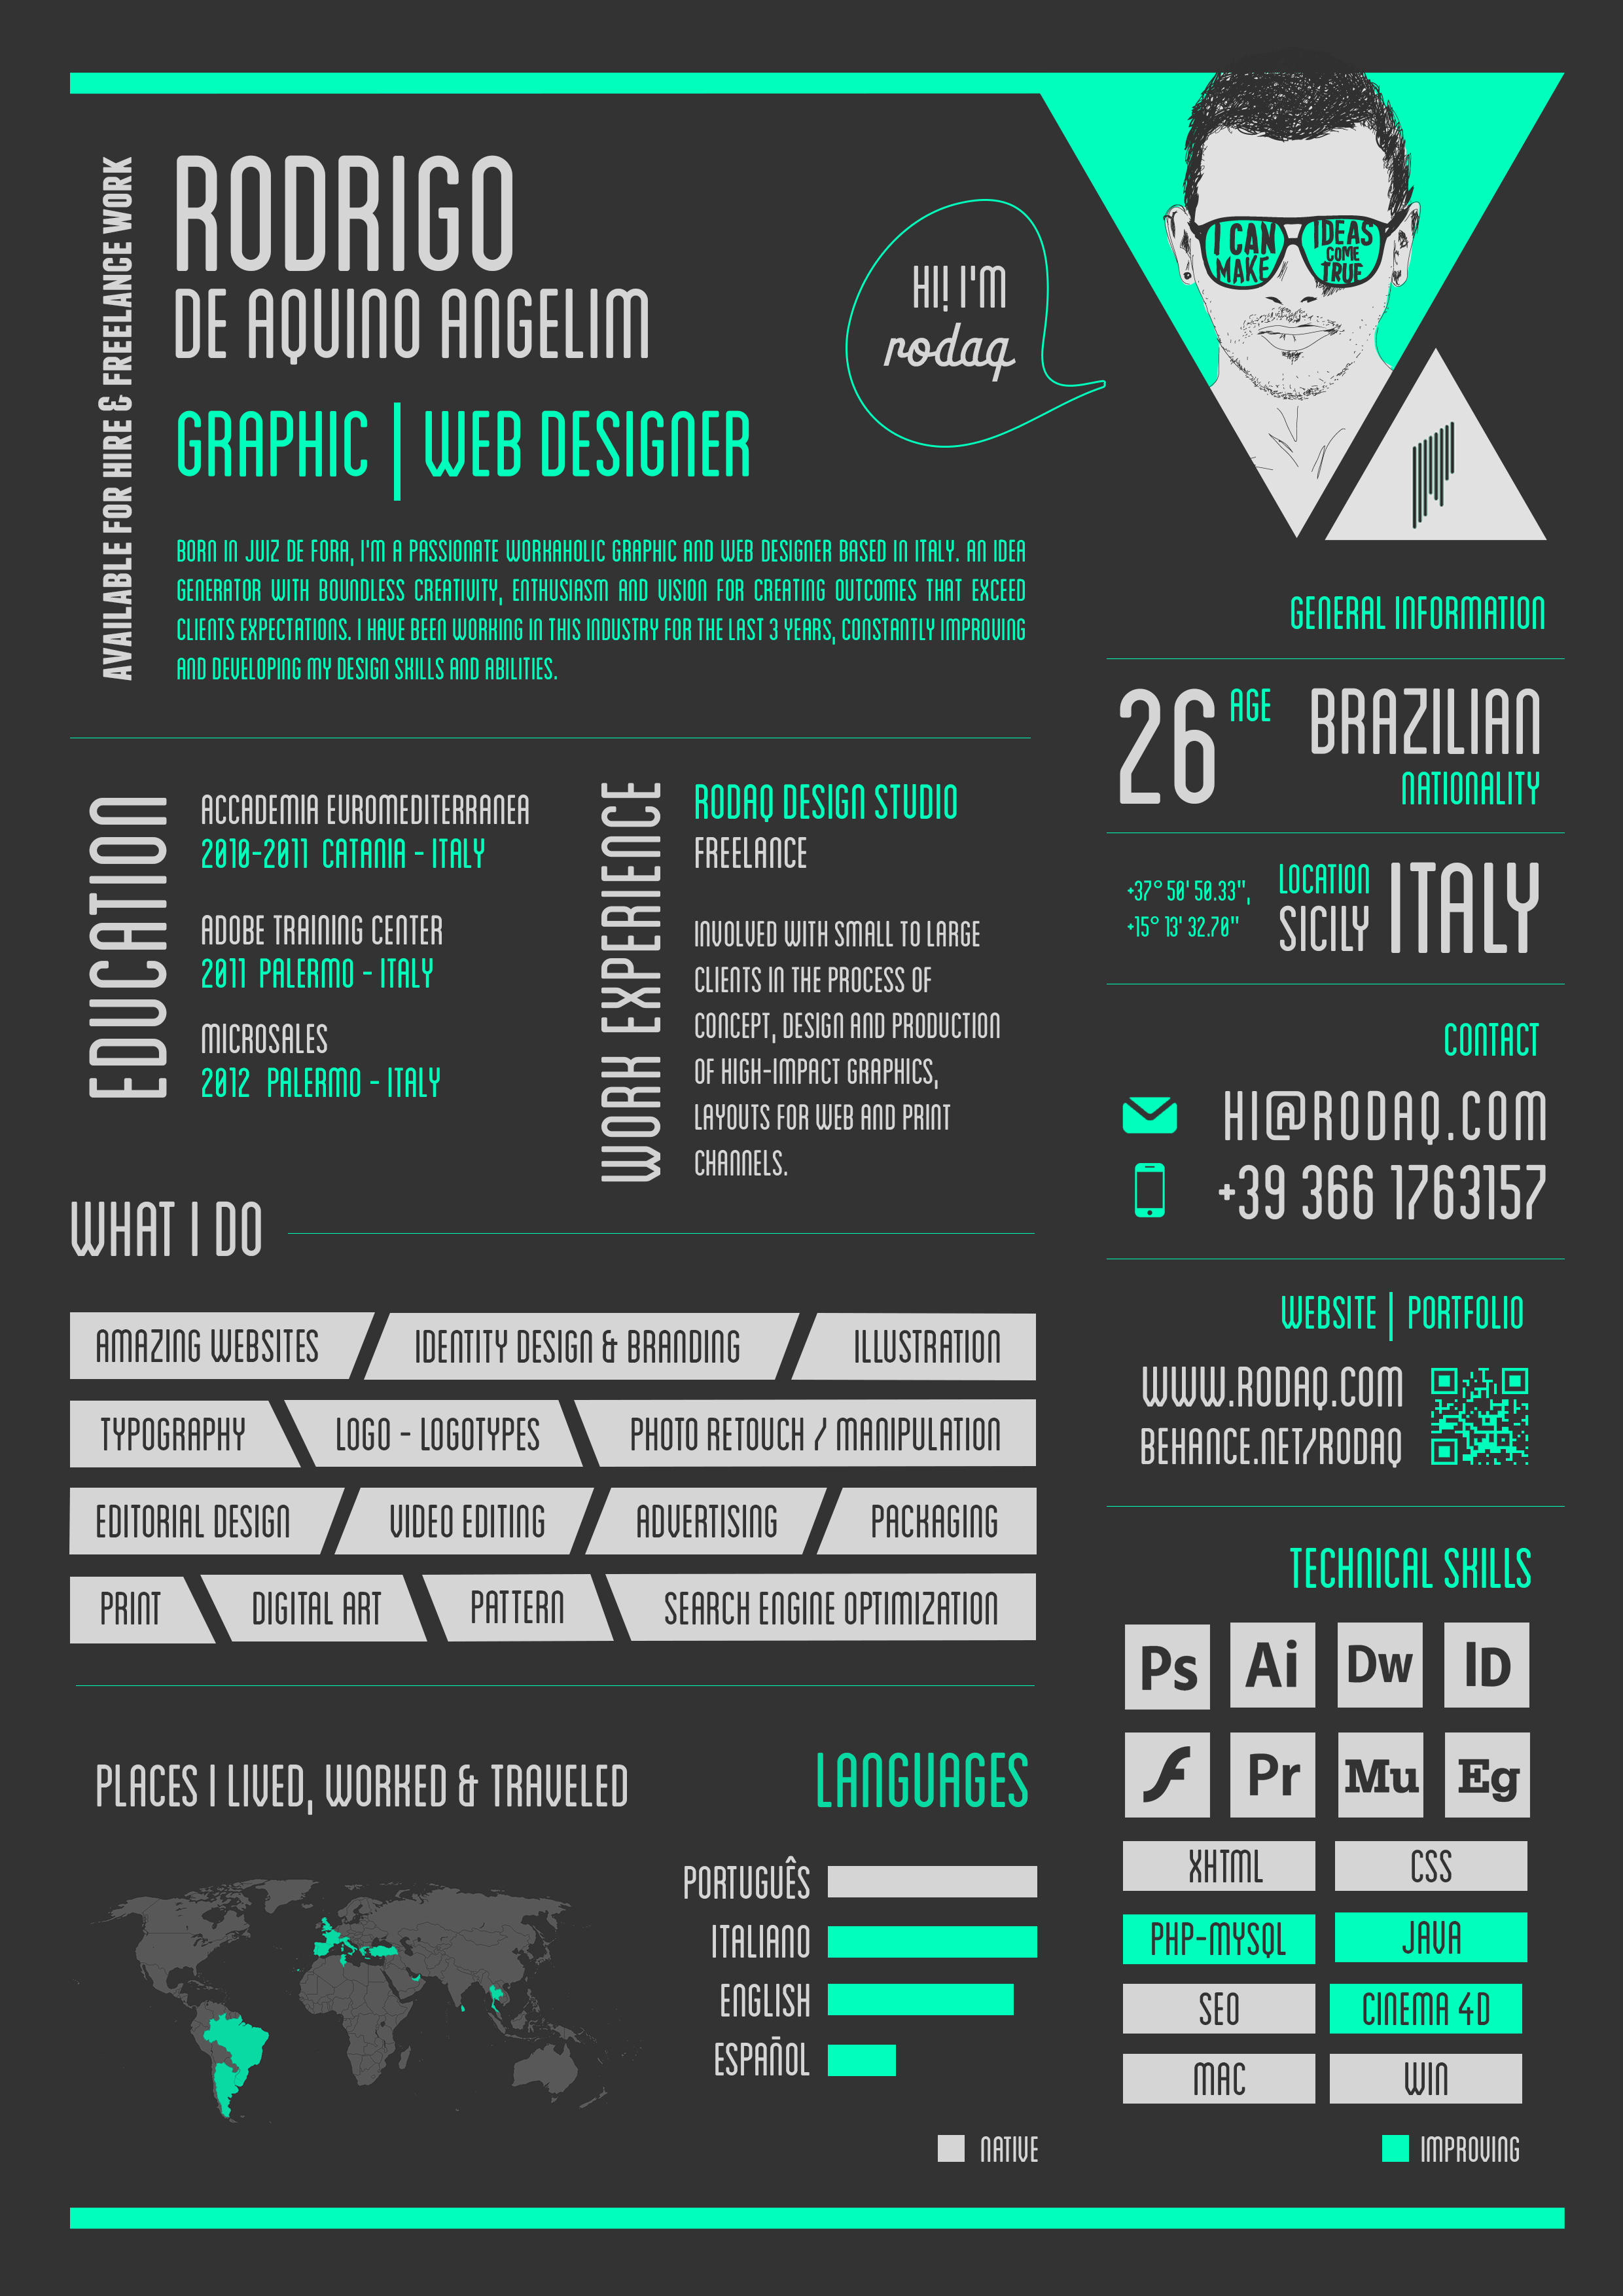 AVAILABLE FOR HIRE & FREELANCE WORK
RODRIGO
DE AQUINO ANGELIM
GRAPHIC | WEB DESIGNER
HI! I'M
rodaq
I CAN MAKE
IDEAS COME TRUE
BORN IN JUIZ DE FORA, I'M A PASSIONATE WORKAHOLIC GRAPHIC AND WEB DESIGNER BASED IN ITALY. AN IDEA
GENERATOR WITH BOUNDLESS CREATIVITY, ENTHUSIASM AND VISION FOR CREATING OUTCOMES THAT EXCEED
CLIENTS EXPECTATIONS. I HAVE BEEN WORKING IN THIS INDUSTRY FOR THE LAST 3 YEARS, CONSTANTLY IMPROVING
AND DEVELOPING MY DESIGN SKILLS AND ABILITIES.
EDUCATION
ACCADEMIA EUROMEDITERRANEA
2010-2011 CATANIA - ITALY
ADOBE TRAINING CENTER
2011 PALERMO - ITALY
MICROSALES
2012 PALERMO - ITALY
WORK EXPERIENCE
RODAQ DESIGN STUDIO
FREELANCE
INVOLVED WITH SMALL TO LARGE
CLIENTS IN THE PROCESS OF
CONCEPT, DESIGN AND PRODUCTION
OF HIGH-IMPACT GRAPHICS,
LAYOUTS FOR WEB AND PRINT
CHANNELS.
WHAT I DO
AMAZING WEBSITES IDENTITY DESIGN & BRANDING ILLUSTRATION
TYPOGRAPHY LOGO - LOGOTYPES PHOTO RETOUCH / MANIPULATION
EDITORIAL DESIGN VIDEO EDITING ADVERTISING PACKAGING
PRINT DIGITAL ART PATTERN SEARCH ENGINE OPTIMIZATION
PLACES I LIVED, WORKED & TRAVELED
LANGUAGES
PORTUGUÊS
ITALIANO
ENGLISH
ESPAÑOL
NATIVE
GENERAL INFORMATION
26 AGE
BRAZILIAN
NATIONALITY
+37° 50' 50.33",
+15° 13' 32.70"
LOCATION
SICILY
ITALY
CONTACT
HI@RODAQ.COM
+39 366 1763157
WEBSITE | PORTFOLIO
WWW.RODAQ.COM
BEHANCE.NET/RODAQ
TECHNICAL SKILLS
Ps Ai Dw ID
f Pr Mu Eg
XHTML CSS
PHP-MYSQL JAVA
SEO CINEMA 4D
MAC WIN
IMPROVING